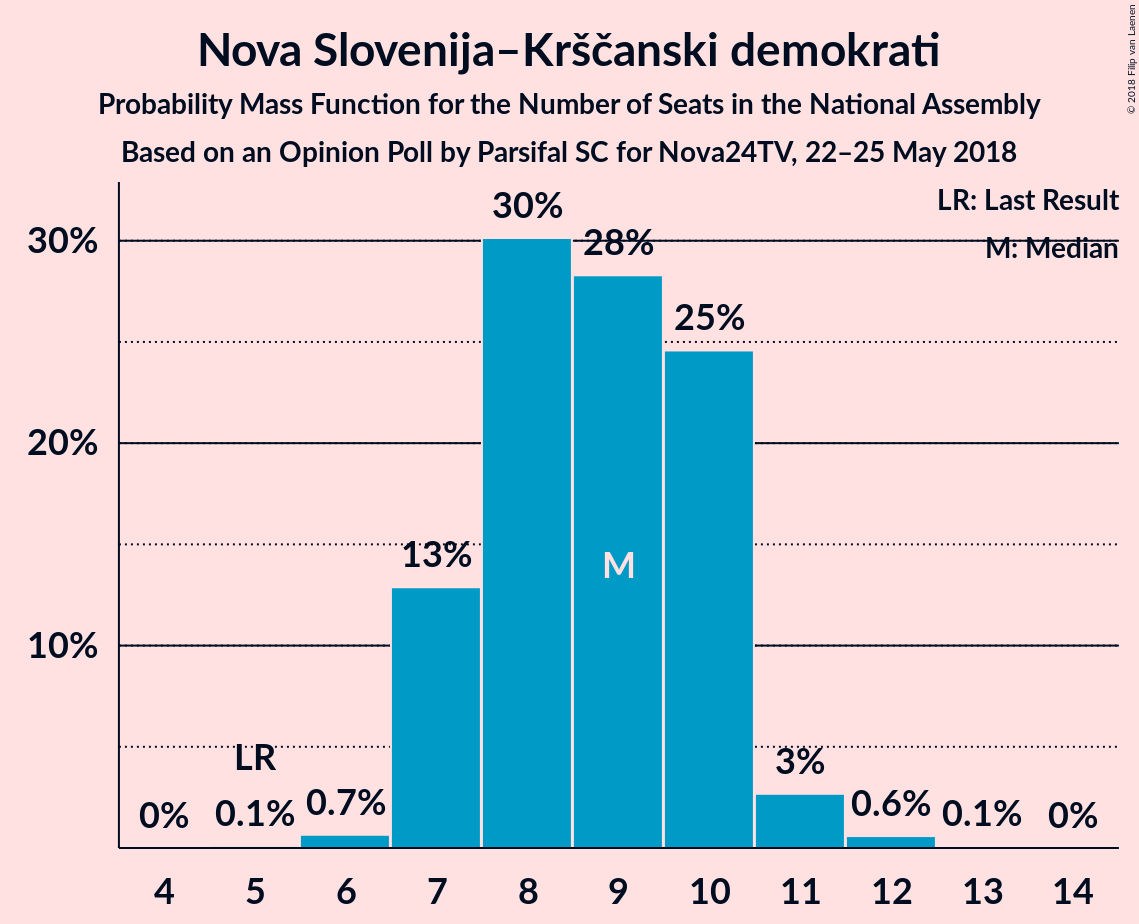 Nova Slovenija–Krščanski demokrati
Probability Mass Function for the Number of Seats in the National Assembly
Based on an Opinion Poll by Parsifal SC for Nova24TV, 22–25 May 2018
© 2018 Filip van Laenen
LR: Last Result
M: Median
30%
20%
10%
0%
LR
0.1%
0.7%
13%
30%
28%
M
25%
3%
0.6%
0.1%
0%
4 5 6 7 8 9 10 11 12 13 14